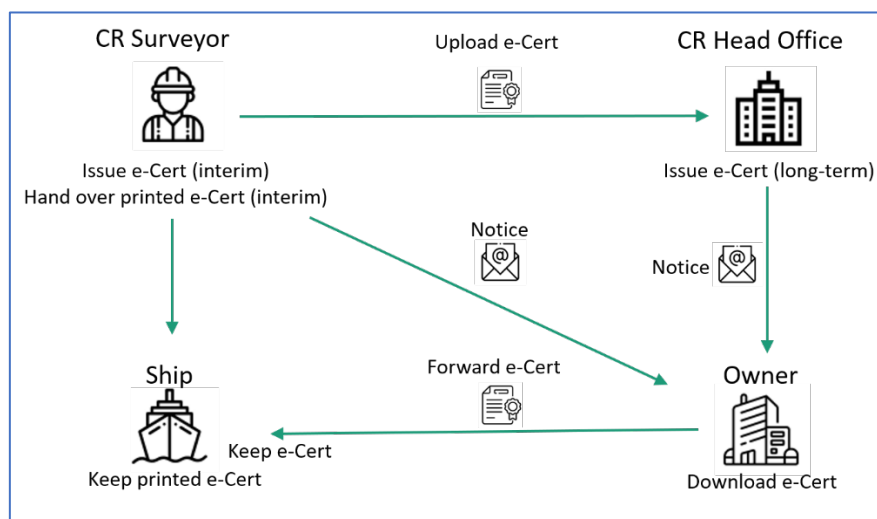 CR Surveyor
Upload e-Cert
CR Head Office
Issue e-Cert (interim)
Hand over printed e-Cert (interim)
Issue e-Cert (long-term)
Notice
@
Notice
@
Ship
Forward e-Cert
Owner
Keep e-Cert
Keep printed e-Cert
Download e-Cert